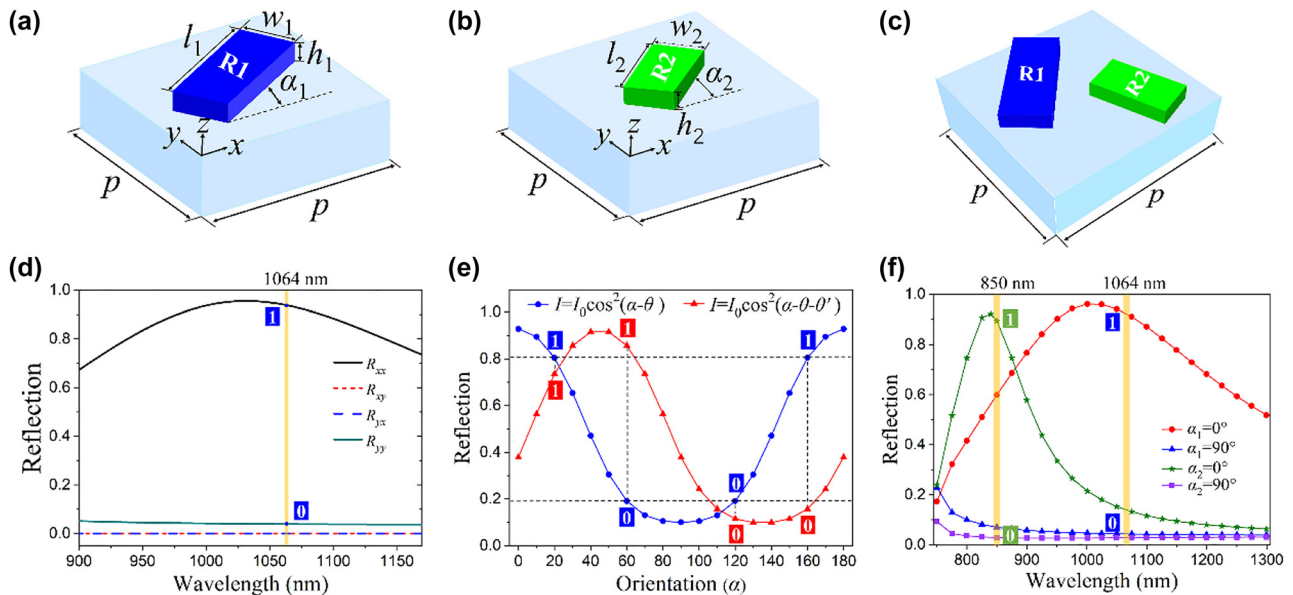 (a)
l₁
w₁
h₁
R1
α₁
z
y
x
p
p
(b)
l₂
w₂
R2
α₂
h₂
z
y
x
p
p
(c)
R1
R2
p
p
(d)
1064 nm
Reflection
1.0
0.8
0.6
0.4
0.2
0.0
1
0
Rxx
Rxy
Ryx
Ryy
900 950 1000 1050 1100 1150
Wavelength (nm)
(e)
Reflection
1.0
0.8
0.6
0.4
0.2
0.0
I=I₀cos²(α-θ) I=I₀cos²(α-θ-θ′)
1 1 1
1
0 0
0 0
0 20 40 60 80 100 120 140 160 180
Orientation (α)
(f)
850 nm 1064 nm
Reflection
1.0
0.8
0.6
0.4
0.2
0.0
1 1
0 0
α₁=0°
α₁=90°
α₂=0°
α₂=90°
800 900 1000 1100 1200 1300
Wavelength (nm)